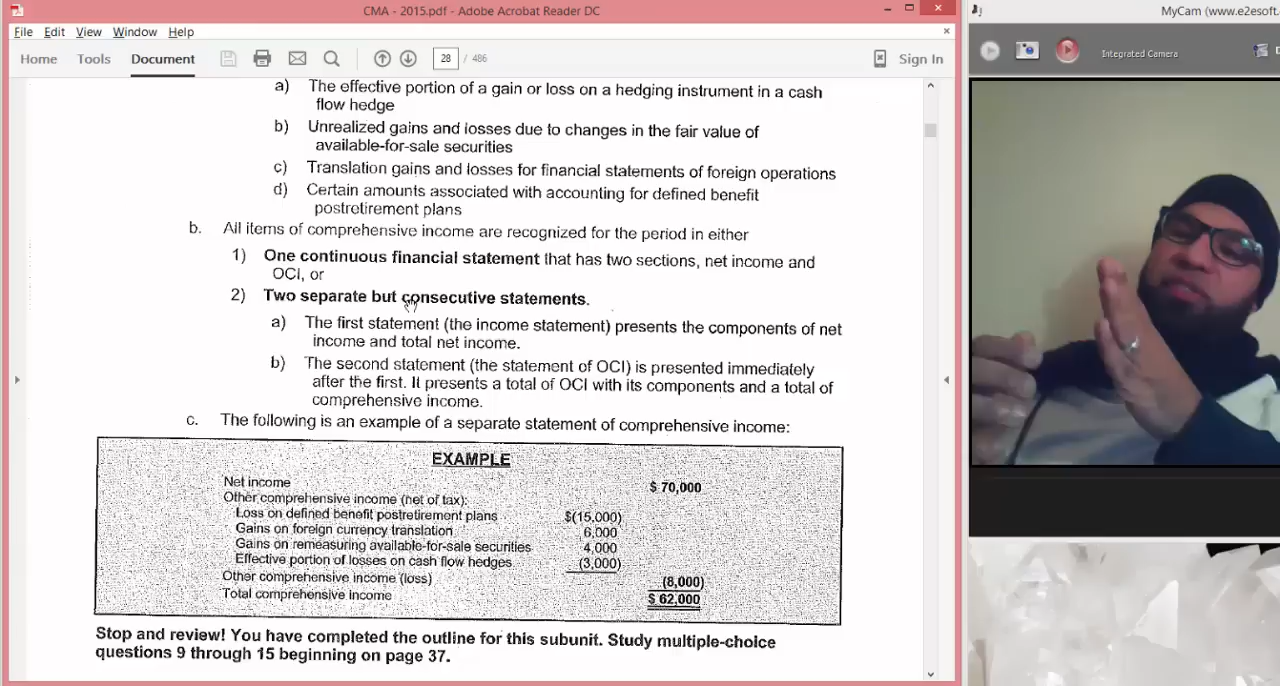 CMA - 2015.pdf - Adobe Acrobat Reader DC
MyCam (www.e2esoft.
File Edit View Window Help
Home Tools Document 28 / 486 Sign In
Integrated Camera
a) The effective portion of a gain or loss on a hedging instrument in a cash
flow hedge
b) Unrealized gains and losses due to changes in the fair value of
available-for-sale securities
c) Translation gains and losses for financial statements of foreign operations
d) Certain amounts associated with accounting for defined benefit
postretirement plans
b. All items of comprehensive income are recognized for the period in either
1) One continuous financial statement that has two sections, net income and
OCI, or
2) Two separate but consecutive statements.
a) The first statement (the income statement) presents the components of net
income and total net income.
b) The second statement (the statement of OCI) is presented immediately
after the first. It presents a total of OCI with its components and a total of
comprehensive income.
c. The following is an example of a separate statement of comprehensive income:
EXAMPLE
Net income $ 70,000
Other comprehensive income (net of tax):
Loss on defined benefit postretirement plans $(15,000)
Gains on foreign currency translation 6,000
Gains on remeasuring available-for-sale securities 4,000
Effective portion of losses on cash flow hedges (3,000)
Other comprehensive income (loss) (8,000)
Total comprehensive income $ 62,000
Stop and review! You have completed the outline for this subunit. Study multiple-choice
questions 9 through 15 beginning on page 37.